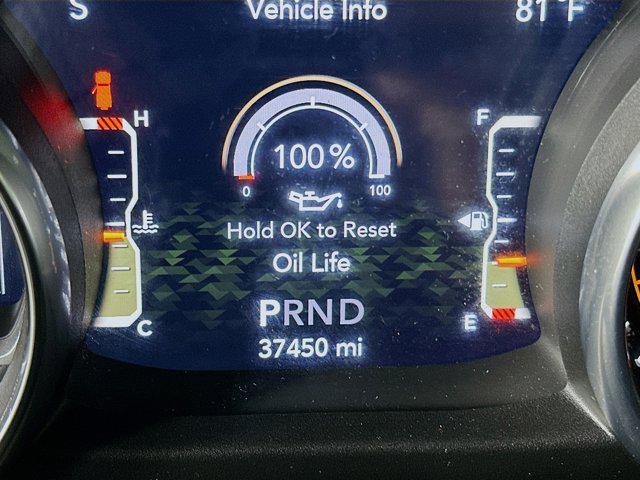 S Vehicle Info 81°F
H F
100%
0 100
Hold OK to Reset
Oil Life
C E
PRND
37450 mi